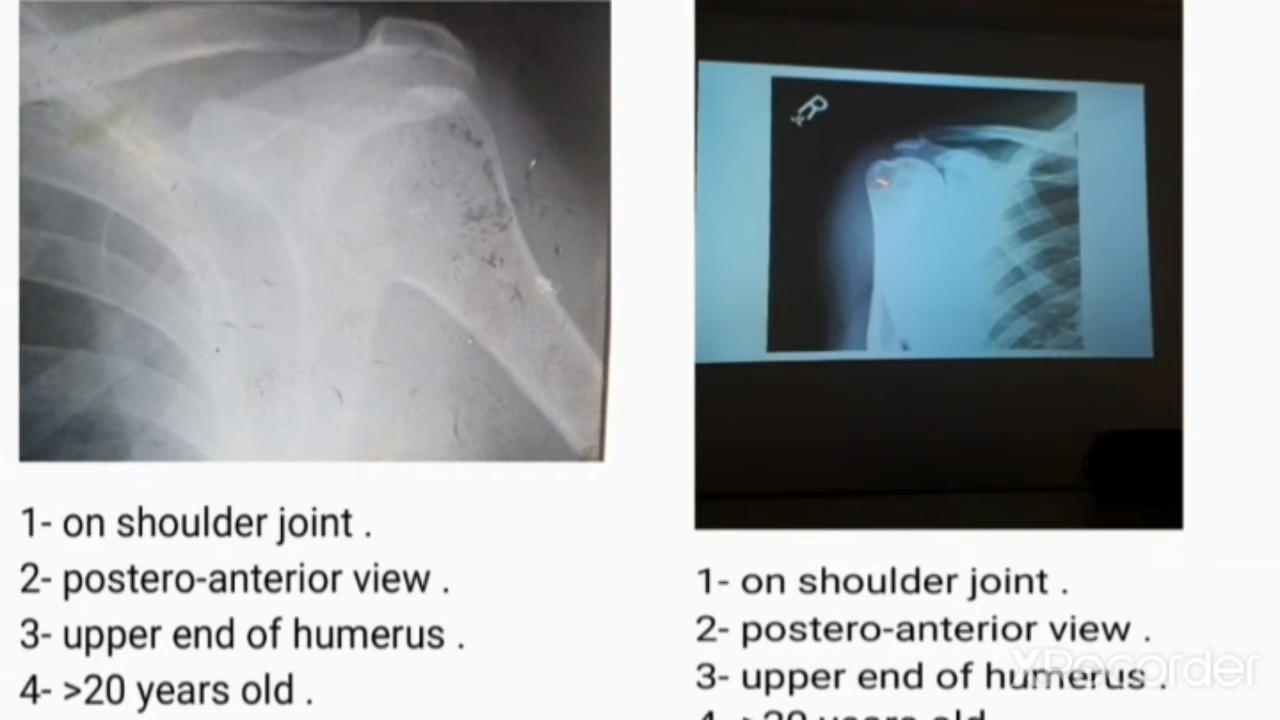 R
1- on shoulder joint .
2- postero-anterior view .
3- upper end of humerus .
4- >20 years old .
1- on shoulder joint .
2- postero-anterior view .
3- upper end of humerus .
XRecorder